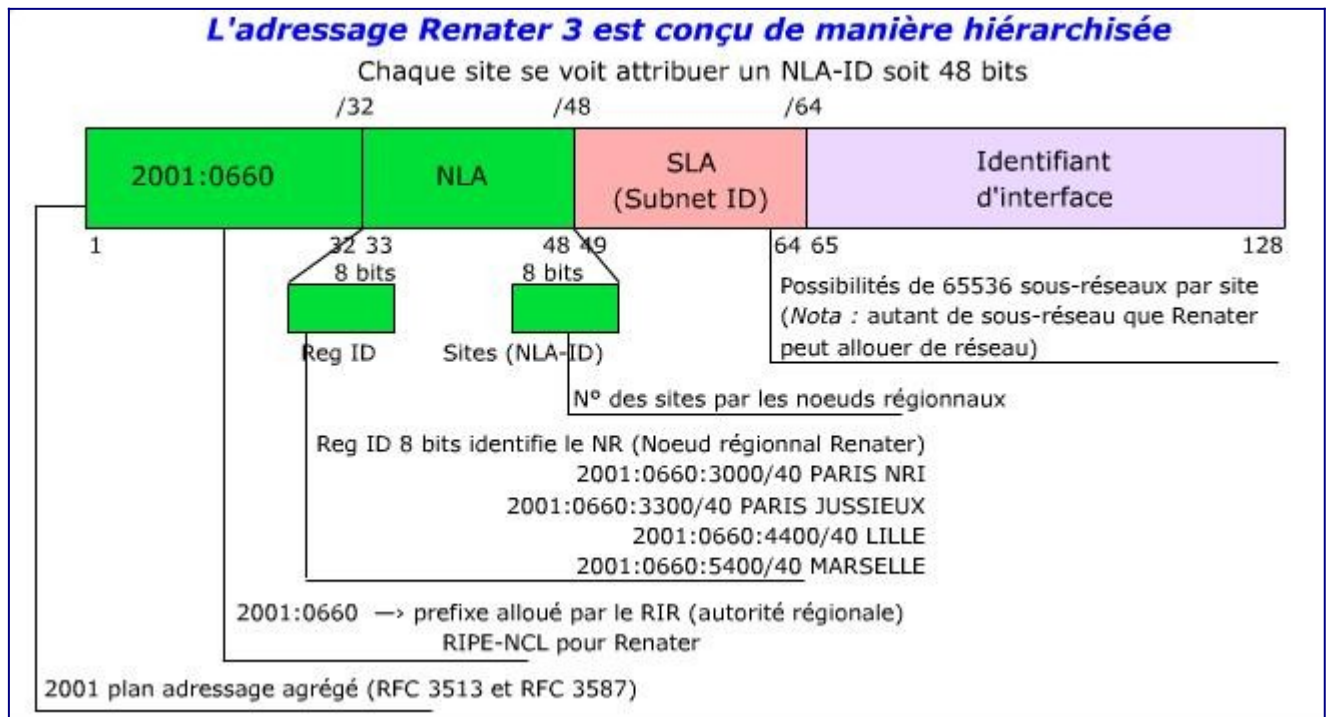 L'adressage Renater 3 est conçu de manière hiérarchisée
Chaque site se voit attribuer un NLA-ID soit 48 bits
/32 /48 /64
2001:0660 NLA SLA (Subnet ID) Identifiant d'interface
1 32 33 48 49 64 65 128
8 bits 8 bits
Reg ID Sites (NLA-ID)
Possibilités de 65536 sous-réseaux par site
(Nota : autant de sous-réseau que Renater
peut allouer de réseau)
N° des sites par les noeuds régionnaux
Reg ID 8 bits identifie le NR (Noeud régionnal Renater)
2001:0660:3000/40 PARIS NRI
2001:0660:3300/40 PARIS JUSSIEUX
2001:0660:4400/40 LILLE
2001:0660:5400/40 MARSELLE
2001:0660 —> prefixe alloué par le RIR (autorité régionale)
RIPE-NCL pour Renater
2001 plan adressage agrégé (RFC 3513 et RFC 3587)